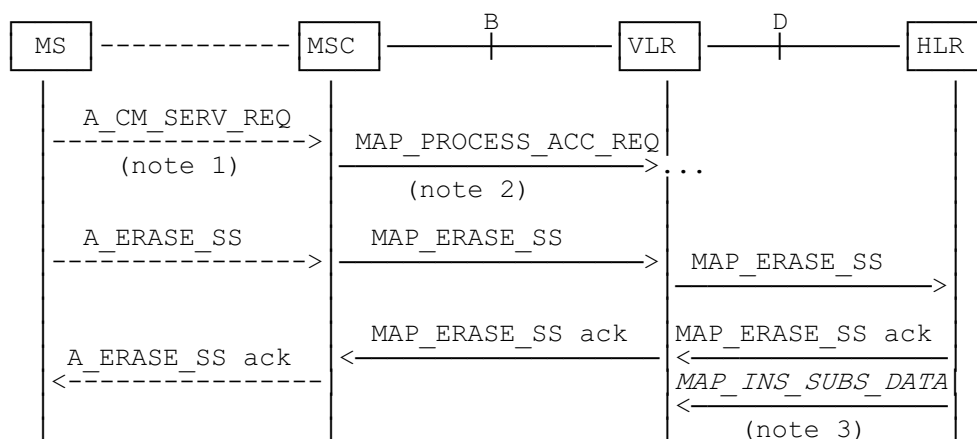 B D
MS MSC VLR HLR
A_CM_SERV_REQ
MAP_PROCESS_ACC_REQ
(note 1)
...
(note 2)
A_ERASE_SS MAP_ERASE_SS
MAP_ERASE_SS
MAP_ERASE_SS ack MAP_ERASE_SS ack
A_ERASE_SS ack
MAP_INS_SUBS_DATA
(note 3)